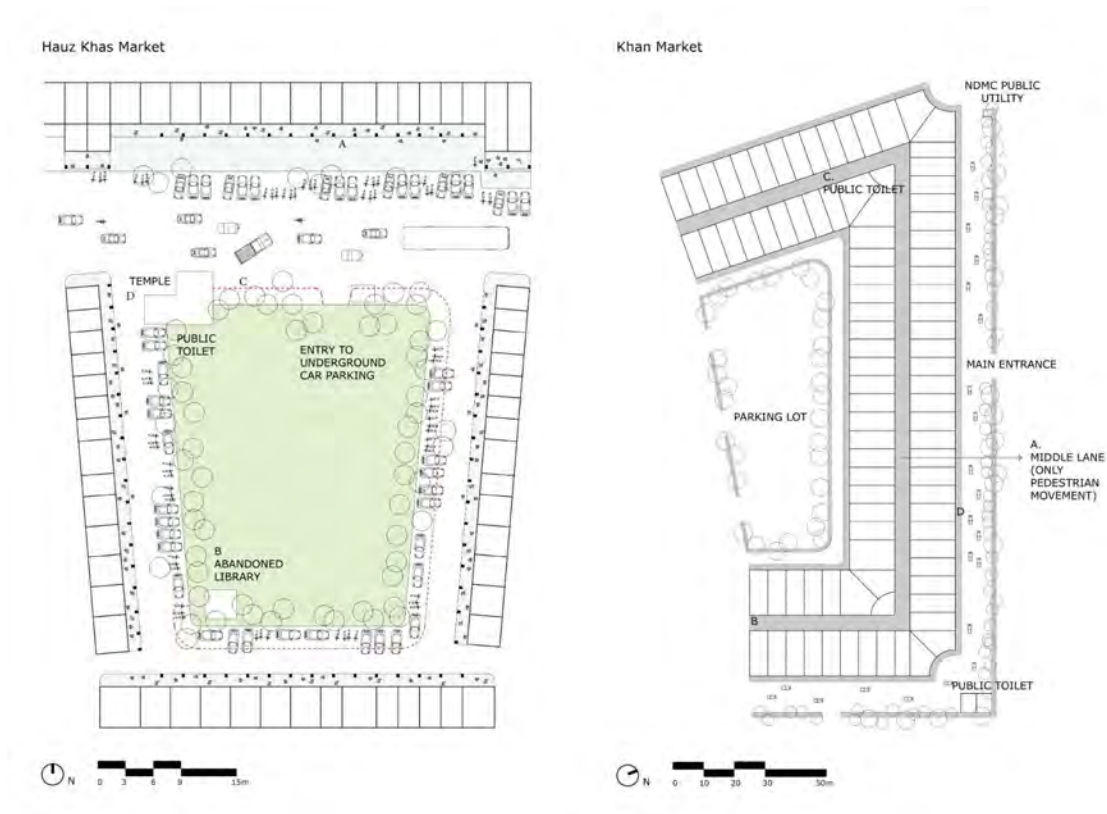 Hauz Khas Market
A
TEMPLE
D
C
PUBLIC
TOILET
ENTRY TO
UNDERGROUND
CAR PARKING
B
ABANDONED
LIBRARY
N
0 3 6 9 15m
Khan Market
NDMC PUBLIC
UTILITY
C.
PUBLIC TOILET
MAIN ENTRANCE
PARKING LOT
A.
MIDDLE LANE
(ONLY
PEDESTRIAN
MOVEMENT)
D
B
PUBLIC TOILET
N
0 10 20 30 50m